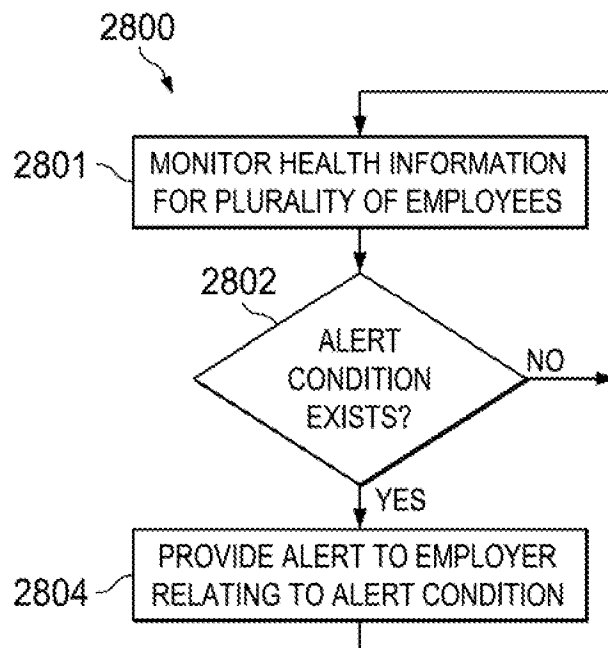 2800
2801
MONITOR HEALTH INFORMATION
FOR PLURALITY OF EMPLOYEES
2802
ALERT
CONDITION
EXISTS?
NO
YES
2804
PROVIDE ALERT TO EMPLOYER
RELATING TO ALERT CONDITION